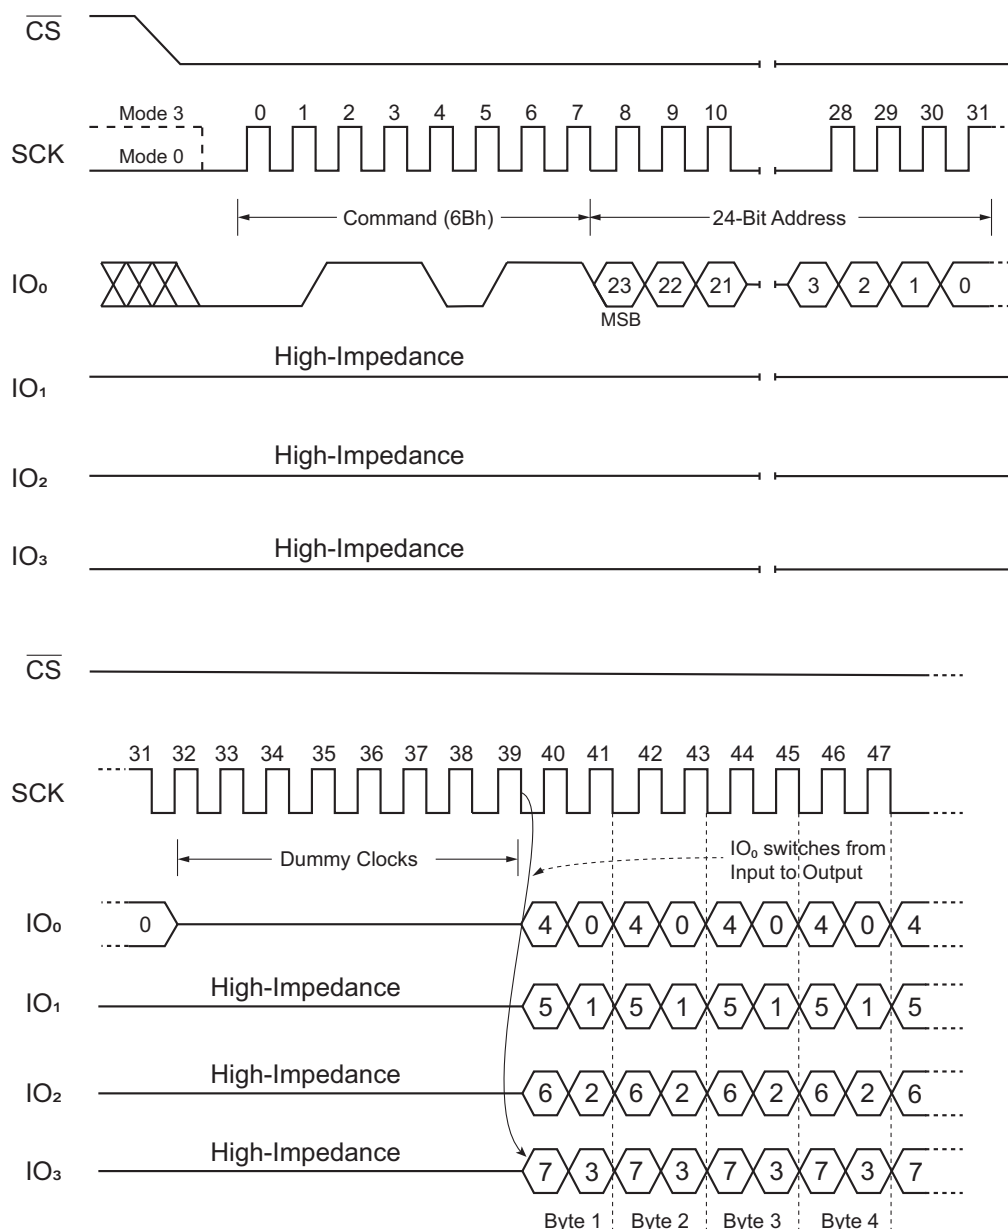 CS
Mode 3
0 1 2 3 4 5 6 7 8 9 10 28 29 30 31
SCK
Mode 0
Command (6Bh)
24-Bit Address
IO₀
23 22 21 3 2 1 0
MSB
High-Impedance
IO₁
High-Impedance
IO₂
High-Impedance
IO₃
CS
31 32 33 34 35 36 37 38 39 40 41 42 43 44 45 46 47
SCK
Dummy Clocks
IO₀ switches from
Input to Output
IO₀
0 4 0 4 0 4 0 4 0 4
High-Impedance
IO₁
5 1 5 1 5 1 5 1 5
High-Impedance
IO₂
6 2 6 2 6 2 6 2 6
High-Impedance
IO₃
7 3 7 3 7 3 7 3 7
Byte 1 Byte 2 Byte 3 Byte 4